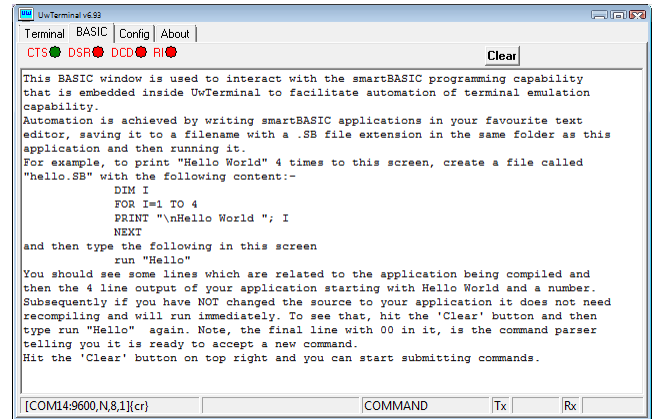 UwTerminal v6.93
Terminal BASIC Config About
CTS DSR DCD RI Clear
This BASIC window is used to interact with the smartBASIC programming capability
that is embedded inside UwTerminal to facilitate automation of terminal emulation
capability.
Automation is achieved by writing smartBASIC applications in your favourite text
editor, saving it to a filename with a .SB file extension in the same folder as this
application and then running it.
For example, to print "Hello World" 4 times to this screen, create a file called
"hello.SB" with the following content:-
DIM I
FOR I=1 TO 4
PRINT "\nHello World "; I
NEXT
and then type the following in this screen
run "Hello"
You should see some lines which are related to the application being compiled and
then the 4 line output of your application starting with Hello World and a number.
Subsequently if you have NOT changed the source to your application it does not need
recompiling and will run immediately. To see that, hit the 'Clear' button and then
type run "Hello"  again. Note, the final line with 00 in it, is the command parser
telling you it is ready to accept a new command.
Hit the 'Clear' button on top right and you can start submitting commands.
[COM14:9600,N,8,1]{cr} COMMAND Tx Rx